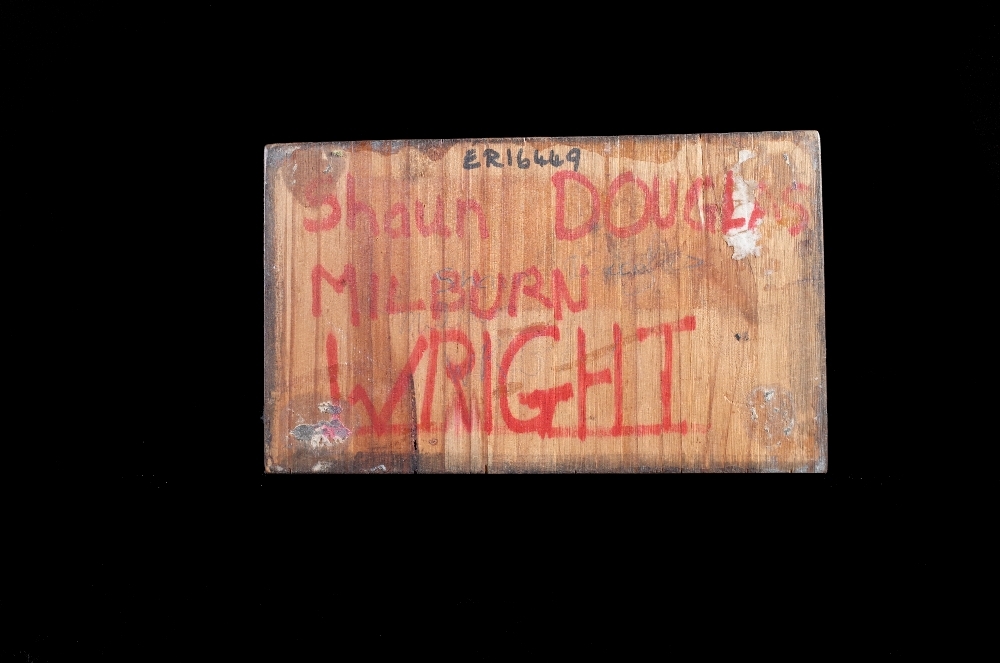 ER16449
Shaun DOUGLAS
MILBURN
WRIGHT